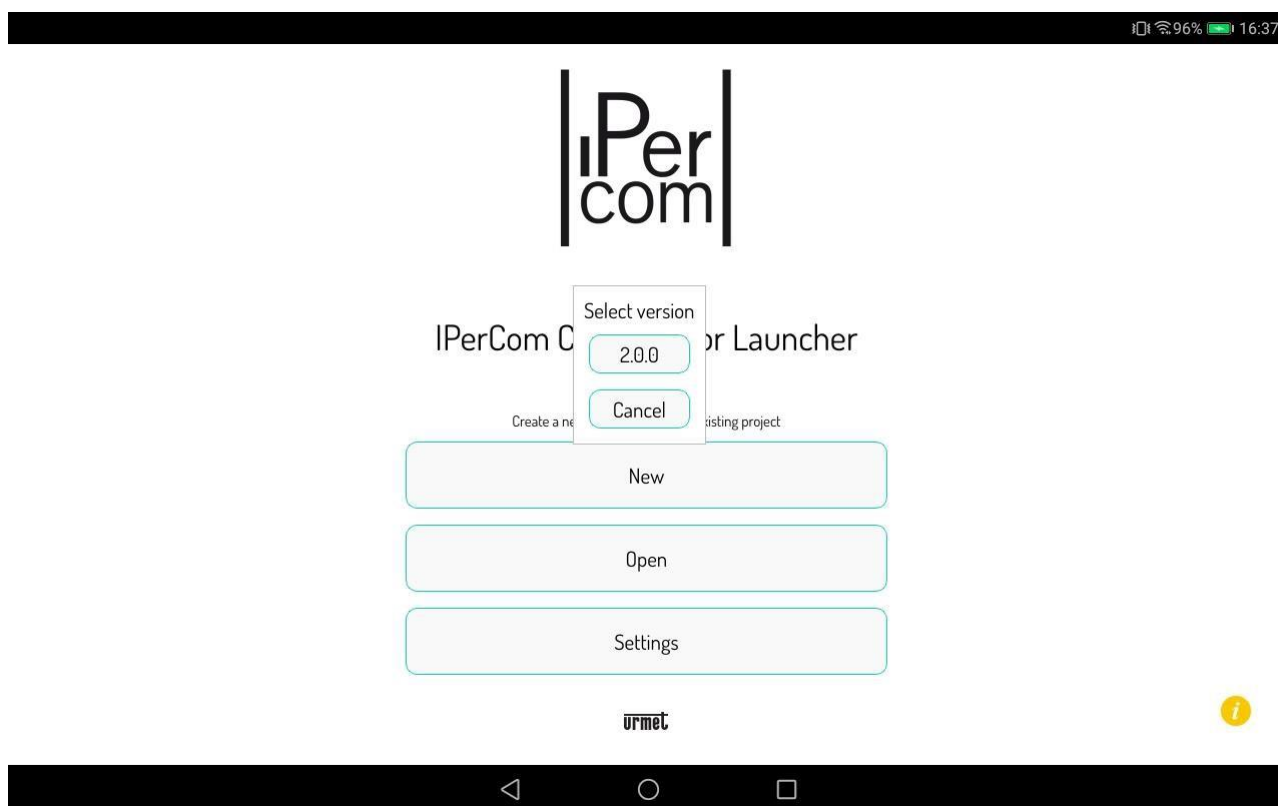 96% 16:37
iPer
com
Select version
IPerCom C or Launcher
2.0.0
Cancel
Create a ne xisting project
New
Open
Settings
urmet
i